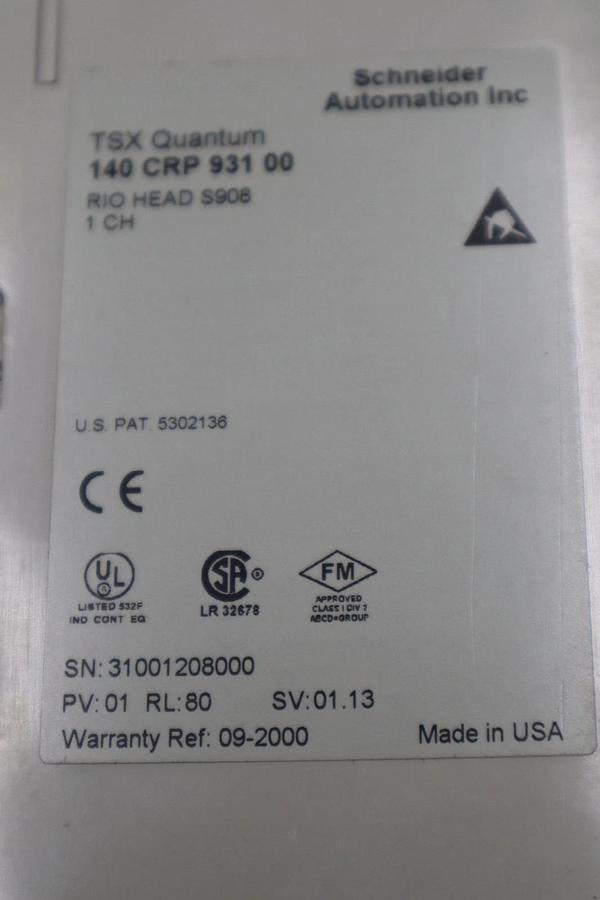 Schneider
Automation Inc
TSX Quantum
140 CRP 931 00
RIO HEAD S908
1 CH
U.S. PAT. 5302136
CE
UL
LISTED 532F
IND CONT EQ
SA
LR 32678
FM
APPROVED
CLASS I DIV 2
ABCD=GROUP
SN: 31001208000
PV: 01 RL: 80 SV: 01.13
Warranty Ref: 09-2000 Made in USA